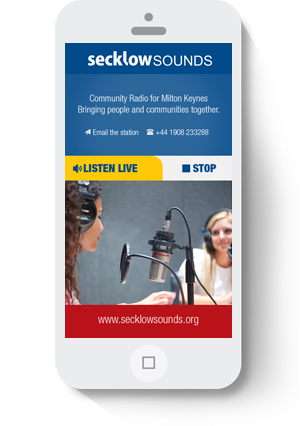 secklowSOUNDS
Community Radio for Milton Keynes
Bringing people and communities together.
Email the station +44 1908 233288
LISTEN LIVE STOP
www.secklowsounds.org